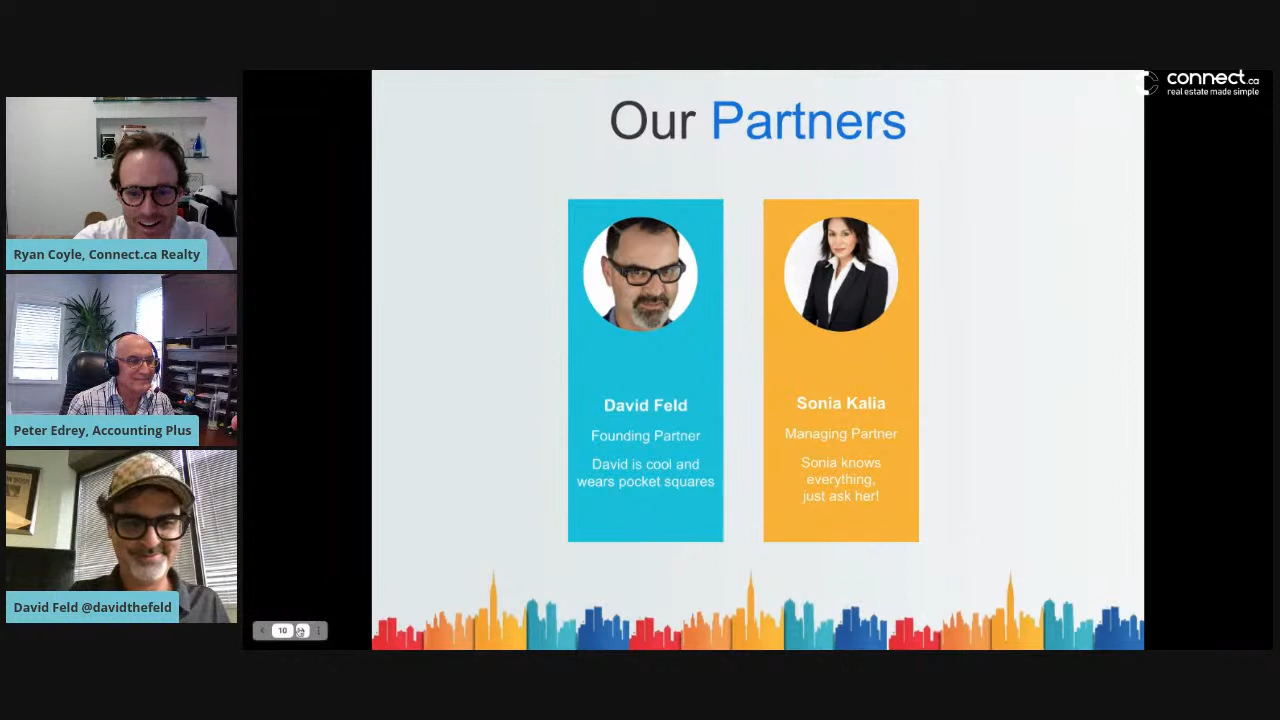 connect.ca
real estate made simple
Our Partners
Ryan Coyle, Connect.ca Realty
Peter Edrey, Accounting Plus
David Feld @davidthefeld
David Feld
Founding Partner
David is cool and
wears pocket squares
Sonia Kalia
Managing Partner
Sonia knows
everything,
just ask her!
10